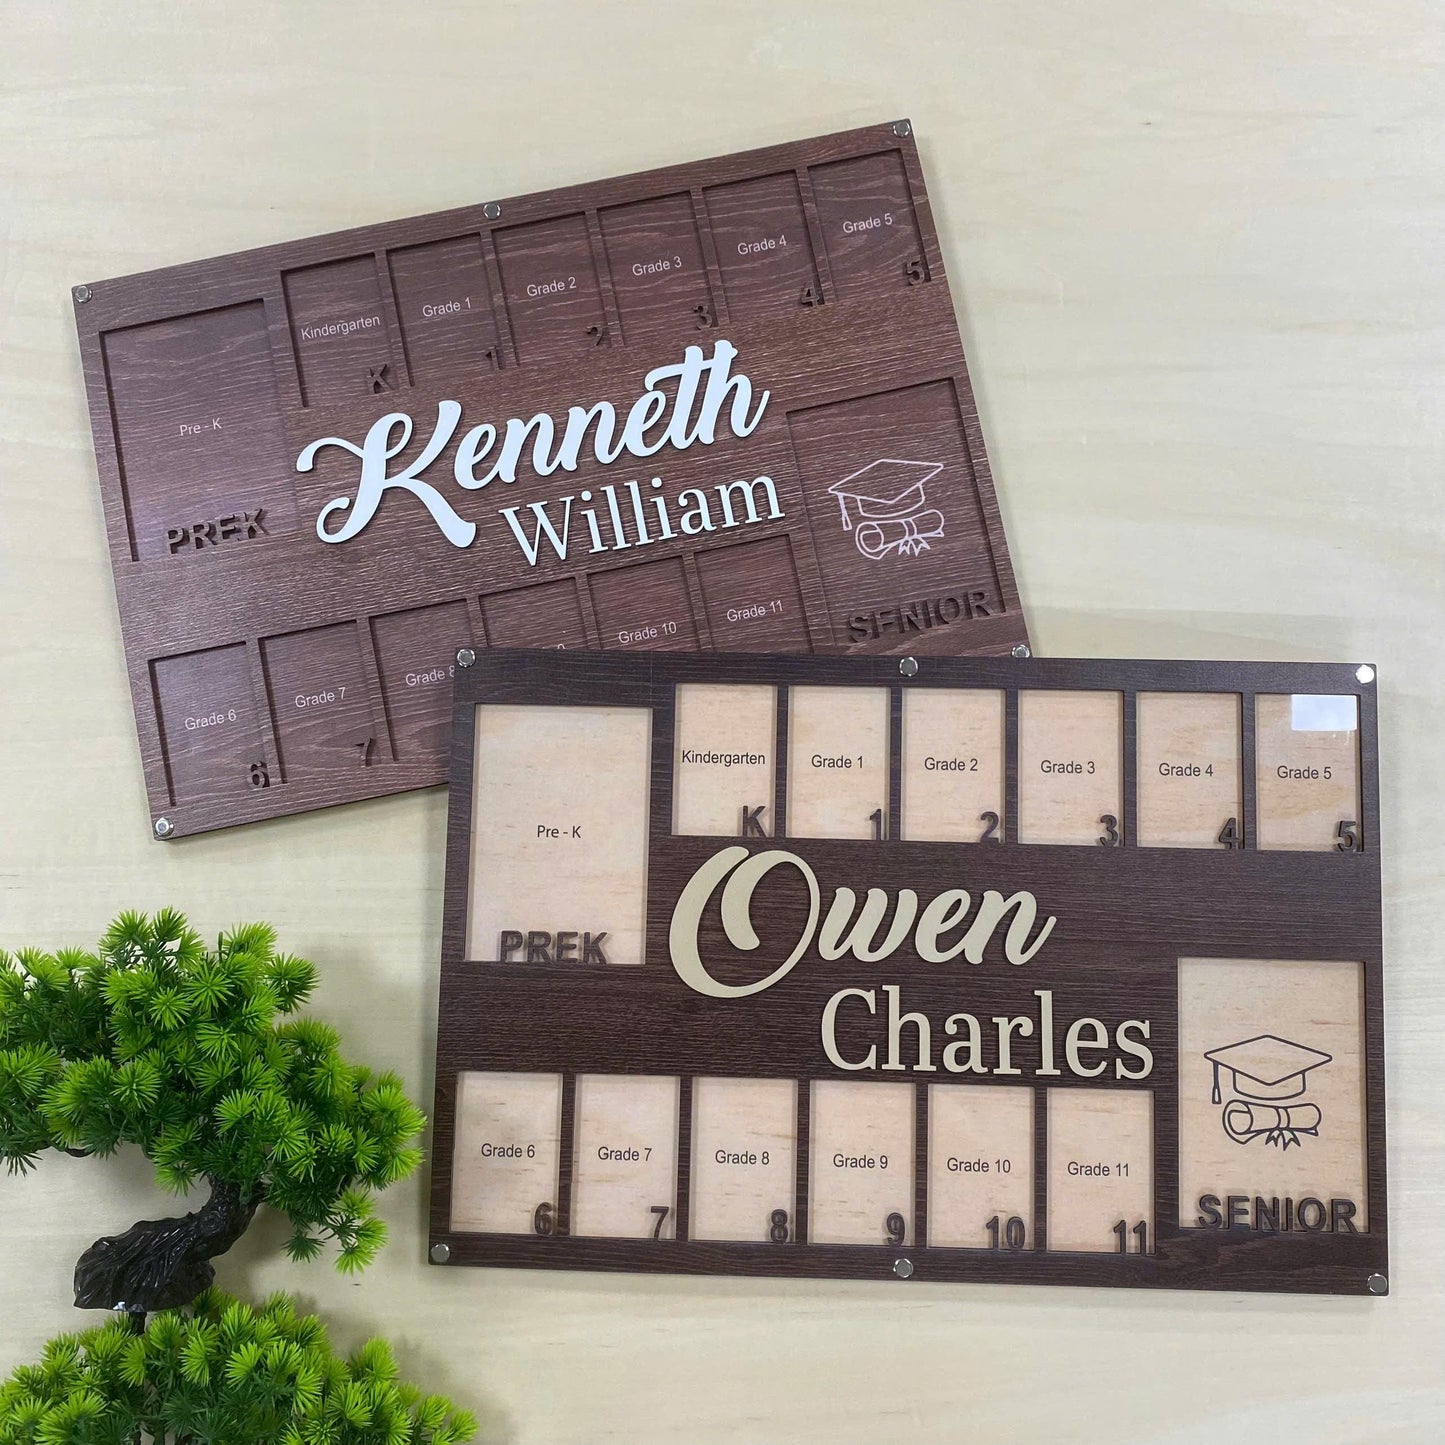 Kindergarten
Grade 1
Grade 2
Grade 3
Grade 4
Grade 5
K
1
2
3
4
5
Pre - K
PREK
Kenneth
William
SENIOR
Grade 6
Grade 7
Grade 8
Grade 10
Grade 11
6
7
Kindergarten
Grade 1
Grade 2
Grade 3
Grade 4
Grade 5
K
1
2
3
4
5
Pre - K
PREK
Owen
Charles
Grade 6
Grade 7
Grade 8
Grade 9
Grade 10
Grade 11
6
7
8
9
10
11
SENIOR